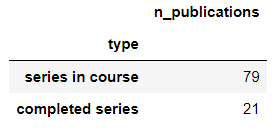 n_publications
type
series in course 79
completed series 21